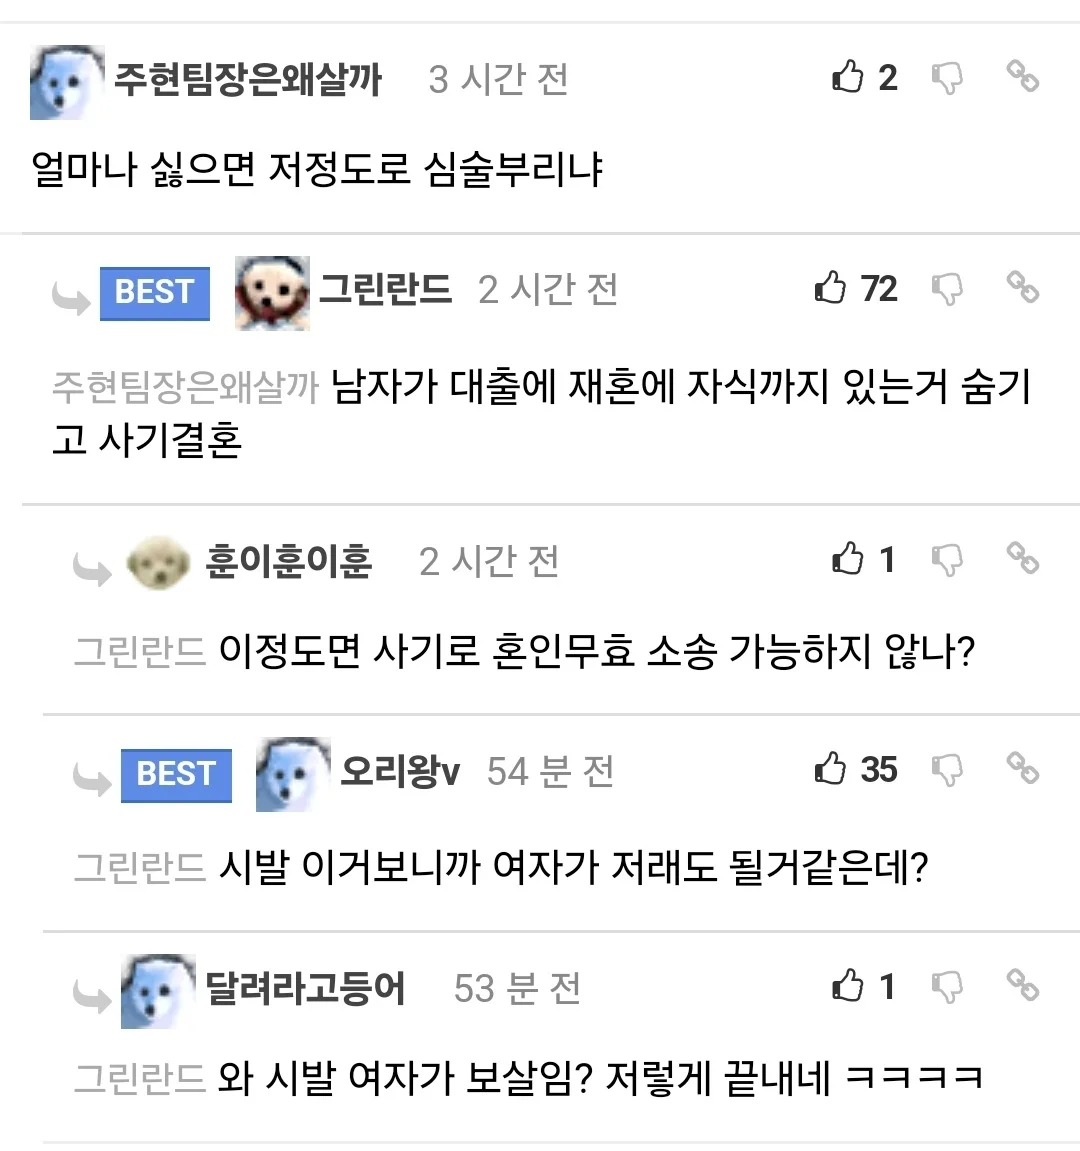 주현팀장은왜살까 3 시간 전 2
얼마나 싫으면 저정도로 심술부리냐
BEST 그린란드 2 시간 전 72
주현팀장은왜살까 남자가 대출에 재혼에 자식까지 있는거 숨기
고 사기결혼
훈이훈이훈 2 시간 전 1
그린란드 이정도면 사기로 혼인무효 소송 가능하지 않나?
BEST 오리왕v 54 분 전 35
그린란드 시발 이거보니까 여자가 저래도 될거같은데?
달려라고등어 53 분 전 1
그린란드 와 시발 여자가 보살임? 저렇게 끝내네 ㅋㅋㅋㅋ